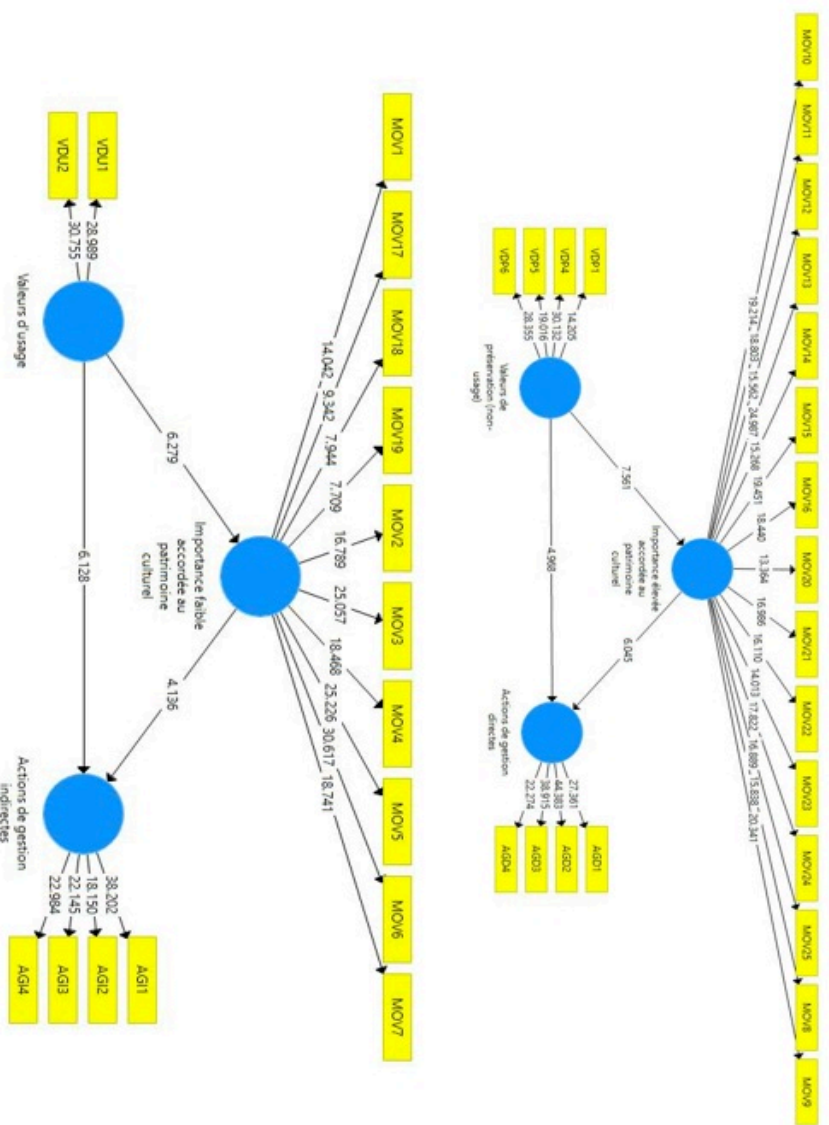 MOV10
MOV11
MOV12
MOV13
MOV14
MOV15
MOV16
MOV20
MOV21
MOV22
MOV23
MOV24
MOV25
MOV8
MOV9
19.214
18.803
15.562
24.987
15.268
19.451
18.440
13.364
16.986
16.110
14.013
17.822
16.889
15.838
20.341
Importance élevée
accordée au
patrimoine
culturel
7.561
6.045
VDP1
VDP4
VDP5
VDP6
14.205
30.132
19.016
28.355
Valeurs de
préservation (non-
usage)
4.968
Actions de gestion
directes
27.361
44.383
38.915
22.274
AGD1
AGD2
AGD3
AGD4
MOV1
MOV17
MOV18
MOV19
MOV2
MOV3
MOV4
MOV5
MOV6
MOV7
14.042
9.342
7.944
7.709
16.789
25.057
18.468
25.226
30.617
18.741
Importance faible
accordée au
patrimoine
culturel
6.279
4.136
VDU1
VDU2
28.989
30.755
Valeurs d'usage
6.128
Actions de gestion
indirectes
38.202
18.150
22.145
22.984
AGI1
AGI2
AGI3
AGI4